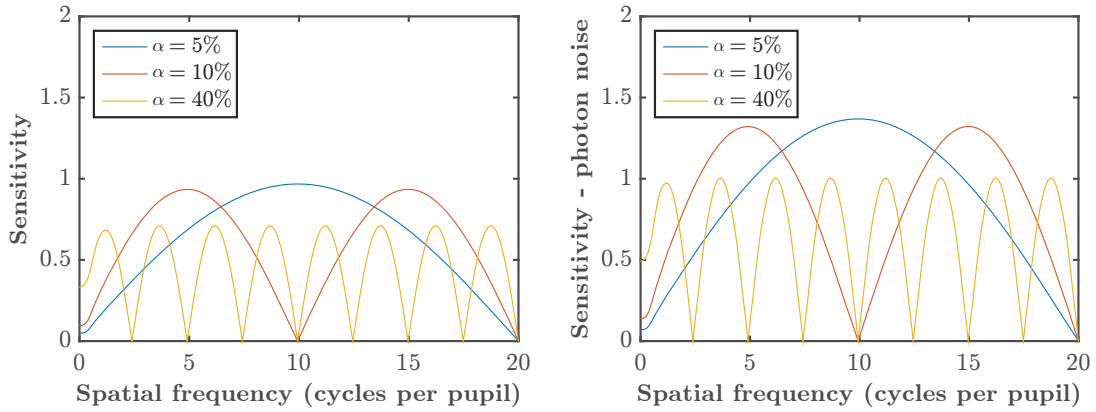 2
1.5
1
0.5
0
Sensitivity
α = 5%
α = 10%
α = 40%
0 5 10 15 20
Spatial frequency (cycles per pupil)
2
1.5
1
0.5
0
Sensitivity - photon noise
α = 5%
α = 10%
α = 40%
0 5 10 15 20
Spatial frequency (cycles per pupil)